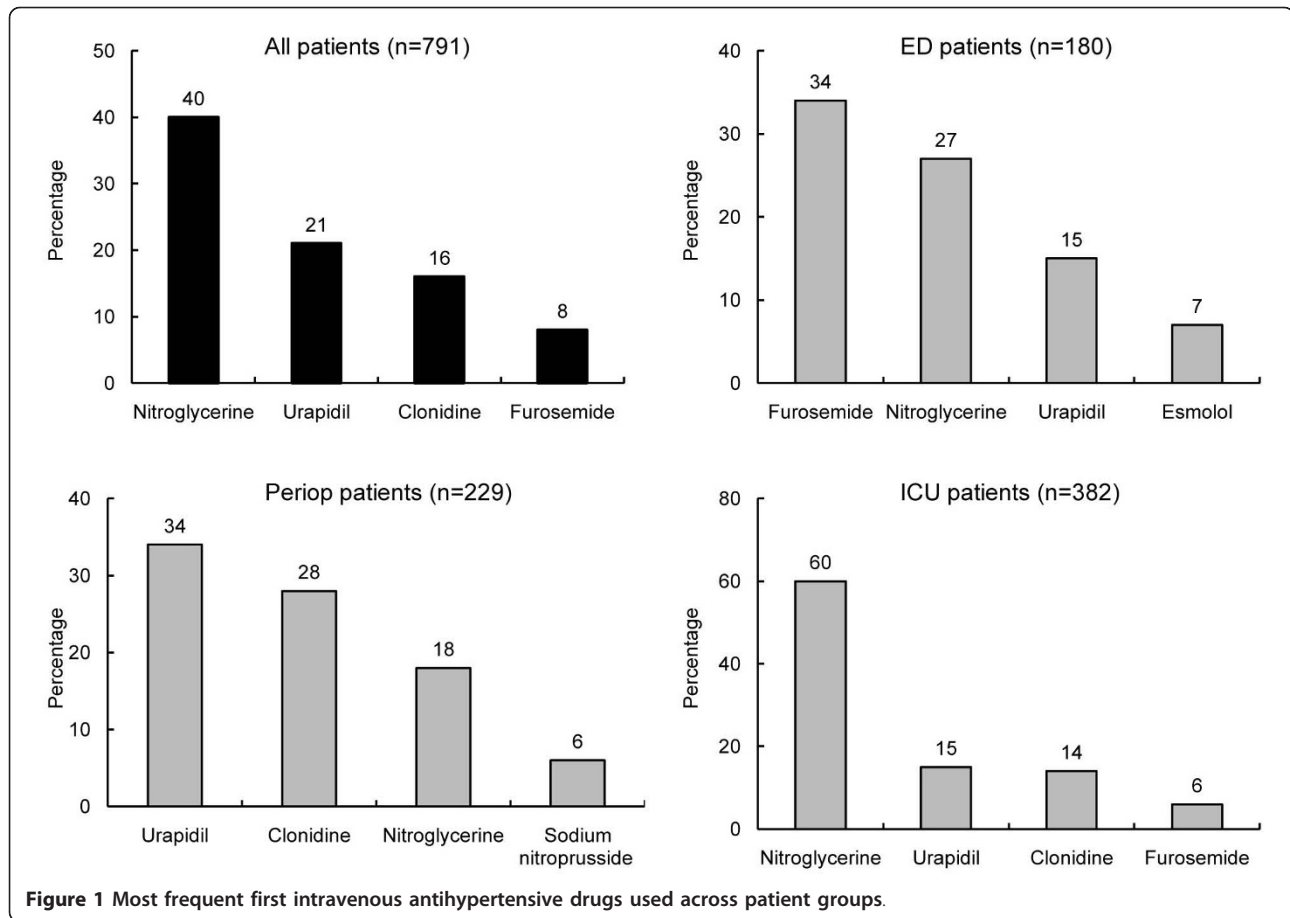 All patients (n=791)
Percentage
50
40
30
20
10
0
40
21
16
8
Nitroglycerine Urapidil Clonidine Furosemide
ED patients (n=180)
Percentage
40
30
20
10
0
34
27
15
7
Furosemide Nitroglycerine Urapidil Esmolol
Periop patients (n=229)
Percentage
40
30
20
10
0
34
28
18
6
Urapidil Clonidine Nitroglycerine Sodium
nitroprusside
ICU patients (n=382)
Percentage
80
60
40
20
0
60
15
14
6
Nitroglycerine Urapidil Clonidine Furosemide
Figure 1 Most frequent first intravenous antihypertensive drugs used across patient groups.